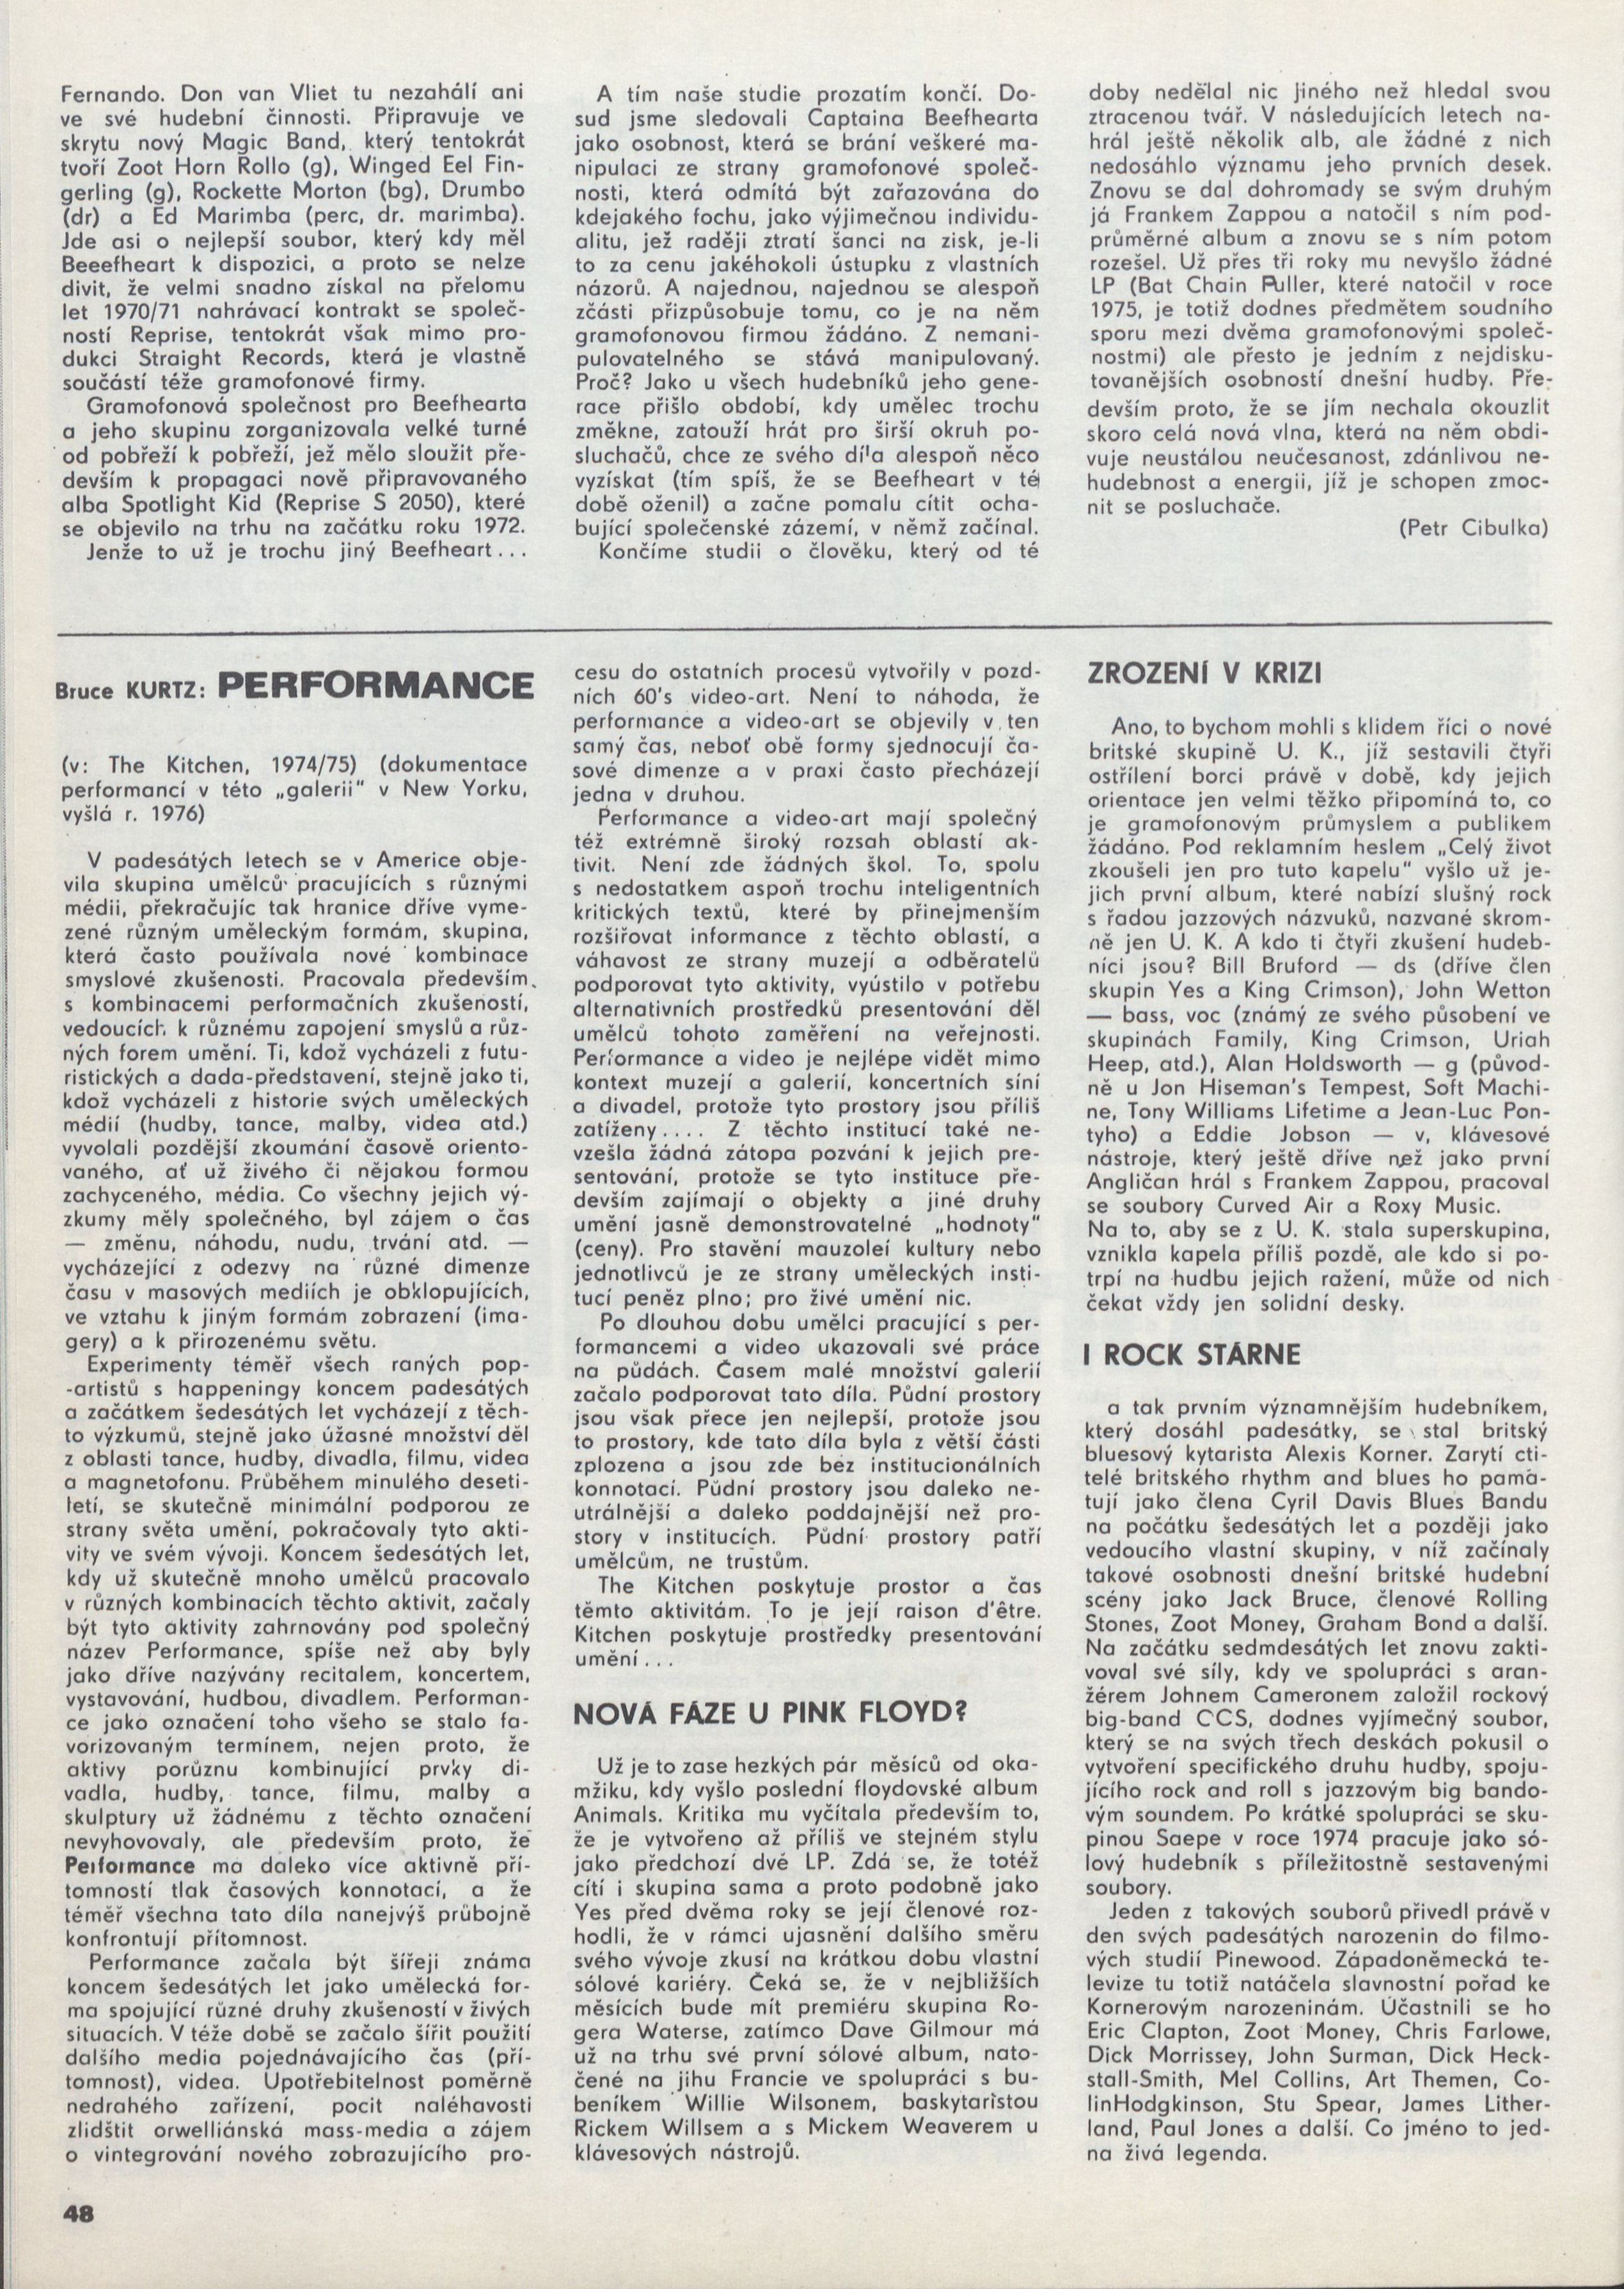 Fernando. Don van Vliet tu nezahálí ani
ve své hudební činnosti. Připravuje ve
skrytu nový Magic Band, který tentokrát
tvoří Zoot Horn Rollo (g), Winged Eel Fin-
gerling (g), Rockette Morton (bg), Drumbo
(dr) a Ed Marimba (perc, dr. marimba).
Jde asi o nejlepší soubor, který kdy měl
Beeefheart k dispozici, a proto se nelze
divit, že velmi snadno získal na přelomu
let 1970/71 nahrávací kontrakt se společ-
ností Reprise, tentokrát však mimo pro-
dukci Straight Records, která je vlastně
součástí téže gramofonové firmy.
Gramofonová společnost pro Beefhearta
a jeho skupinu zorganizovala velké turné
od pobřeží k pobřeží, jež mělo sloužit pře-
devším k propagaci nově připravovaného
alba Spotlight Kid (Reprise S 2050), které
se objevilo na trhu na začátku roku 1972.
Jenže to už je trochu jiný Beefheart...
A tím naše studie prozatím končí. Do-
sud jsme sledovali Captaina Beefhearta
jako osobnost, která se brání veškeré ma-
nipulaci ze strany gramofonové společ-
nosti, která odmítá být zařazována do
kdejakého fochu, jako výjimečnou individu-
alitu, jež raději ztratí šanci na zisk, je-li
to za cenu jakéhokoli ústupku z vlastních
názorů. A najednou, najednou se alespoň
zčásti přizpůsobuje tomu, co je na něm
gramofonovou firmou žádáno. Z nemani-
pulovatelného se stává manipulovaný.
Proč? Jako u všech hudebníků jeho gene-
race přišlo období, kdy umělec trochu
změkne, zatouží hrát pro širší okruh po-
sluchačů, chce ze svého díla alespoň něco
vyzískat (tím spíš, že se Beefheart v té
době oženil) a začne pomalu cítit ocha-
bující společenské zázemí, v němž začínal.
Končíme studii o člověku, který od té
doby nedělal nic jiného než hledal svou
ztracenou tvář. V následujících letech na-
hrál ještě několik alb, ale žádné z nich
nedosáhlo významu jeho prvních desek.
Znovu se dal dohromady se svým druhým
já Frankem Zappou a natočil s ním pod-
průměrné album a znovu se s ním potom
rozešel. Už přes tři roky mu nevyšlo žádné
LP (Bat Chain Puller, které natočil v roce
1975, je totiž dodnes předmětem soudního
sporu mezi dvěma gramofonovými společ-
nostmi) ale přesto je jedním z nejdisku-
tovanějších osobností dnešní hudby. Pře-
devším proto, že se jím nechala okouzlit
skoro celá nová vlna, která na něm obdi-
vuje neustálou neučesanost, zdánlivou ne-
hudebnost a energii, jíž je schopen zmoc-
nit se posluchače.
(Petr Cibulka)
Bruce KURTZ: PERFORMANCE
(v: The Kitchen, 1974/75) (dokumentace
performancí v této „galerii" v New Yorku,
vyšlá r. 1976)
V padesátých letech se v Americe obje-
vila skupina umělců pracujících s různými
médii, překračujíc tak hranice dříve vyme-
zené různým uměleckým formám, skupina,
která často používala nové kombinace
smyslové zkušenosti. Pracovala především
s kombinacemi performačních zkušeností,
vedoucích k různému zapojení smyslů a růz-
ných forem umění. Ti, kdož vycházeli z futu-
ristických a dada-představení, stejně jako ti,
kdož vycházeli z historie svých uměleckých
médií (hudby, tance, malby, videa atd.)
vyvolali pozdější zkoumání časově oriento-
vaného, ať už živého či nějakou formou
zachyceného, média. Co všechny jejich vý-
zkumy měly společného, byl zájem o čas
— změnu, náhodu, nudu, trvání atd. —
vycházející z odezvy na různé dimenze
času v masových mediích je obklopujících,
ve vztahu k jiným formám zobrazení (ima-
gery) a k přirozenému světu.
Experimenty téměř všech raných pop-
-artistů s happeningy koncem padesátých
a začátkem šedesátých let vycházejí z těch-
to výzkumů, stejně jako úžasné množství děl
z oblasti tance, hudby, divadla, filmu, videa
a magnetofonu. Průběhem minulého deseti-
letí, se skutečně minimální podporou ze
strany světa umění, pokračovaly tyto akti-
vity ve svém vývoji. Koncem šedesátých let,
kdy už skutečně mnoho umělců pracovalo
v různých kombinacích těchto aktivit, začaly
být tyto aktivity zahrnovány pod společný
název Performance, spíše než aby byly
jako dříve nazývány recitalem, koncertem,
vystavování, hudbou, divadlem. Performan-
ce jako označení toho všeho se stalo fa-
vorizovaným termínem, nejen proto, že
aktivy porůznu kombinující prvky di-
vadla, hudby, tance, filmu, malby a
skulptury už žádnému z těchto označení
nevyhovovaly, ale především proto, že
Performance ma daleko více aktivně pří-
tomností tlak časových konnotací, a že
téměř všechna tato díla nanejvýš průbojně
konfrontují přítomnost.
Performance začala být šířeji známa
koncem šedesátých let jako umělecká for-
ma spojující různé druhy zkušeností v živých
situacích. V téže době se začalo šířit použití
dalšího media pojednávajícího čas (pří-
tomnost), videa. Upotřebitelnost poměrně
nedrahého zařízení, pocit naléhavosti
zlidštit orwelliánská mass-media a zájem
o vintegrování nového zobrazujícího pro-
cesu do ostatních procesů vytvořily v pozd-
ních 60's video-art. Není to náhoda, že
performance a video-art se objevily v ten
samý čas, neboť obě formy sjednocují ča-
sové dimenze a v praxi často přecházejí
jedna v druhou.
Performance a video-art mají společný
též extrémně široký rozsah oblastí ak-
tivit. Není zde žádných škol. To, spolu
s nedostatkem aspoň trochu inteligentních
kritických textů, které by přinejmenším
rozšiřovat informance z těchto oblastí, a
váhavost ze strany muzejí a odběratelů
podporovat tyto aktivity, vyústilo v potřebu
alternativních prostředků presentování děl
umělců tohoto zaměření na veřejnosti.
Performance a video je nejlépe vidět mimo
kontext muzejí a galerií, koncertních síní
a divadel, protože tyto prostory jsou příliš
zatíženy.... Z těchto institucí také ne-
vzešla žádná zátopa pozvání k jejich pre-
sentování, protože se tyto instituce pře-
devším zajímají o objekty a jiné druhy
umění jasně demonstrovatelné „hodnoty"
(ceny). Pro stavění mauzoleí kultury nebo
jednotlivců je ze strany uměleckých insti-
tucí peněz plno; pro živé umění nic.
Po dlouhou dobu umělci pracující s per-
formancemi a video ukazovali své práce
na půdách. Časem malé množství galerií
začalo podporovat tato díla. Půdní prostory
jsou však přece jen nejlepší, protože jsou
to prostory, kde tato díla byla z větší části
zplozena a jsou zde bez institucionálních
konnotací. Půdní prostory jsou daleko ne-
utrálnější a daleko poddajnější než pro-
story v institucích. Půdní prostory patří
umělcům, ne trustům.
The Kitchen poskytuje prostor a čas
těmto aktivitám. To je její raison d'être.
Kitchen poskytuje prostředky presentování
umění...
NOVÁ FÁZE U PINK FLOYD?
Už je to zase hezkých pár měsíců od oka-
mžiku, kdy vyšlo poslední floydovské album
Animals. Kritika mu vyčítala především to,
že je vytvořeno až příliš ve stejném stylu
jako předchozí dvé LP. Zdá se, že totéž
cítí i skupina sama a proto podobně jako
Yes před dvěma roky se její členové roz-
hodli, že v rámci ujasnění dalšího směru
svého vývoje zkusí na krátkou dobu vlastní
sólové kariéry. Čeká se, že v nejbližších
měsících bude mít premiéru skupina Ro-
gera Waterse, zatímco Dave Gilmour má
už na trhu své první sólové album, nato-
čené na jihu Francie ve spolupráci s bu-
beníkem Willie Wilsonem, baskytaristou
Rickem Willsem a s Mickem Weaverem u
klávesových nástrojů.
ZROZENÍ V KRIZI
Ano, to bychom mohli s klidem říci o nové
britské skupině U. K., jíž sestavili čtyři
ostřílení borci právě v době, kdy jejich
orientace jen velmi těžko připomíná to, co
je gramofonovým průmyslem a publikem
žádáno. Pod reklamním heslem „Celý život
zkoušeli jen pro tuto kapelu" vyšlo už je-
jich první album, které nabízí slušný rock
s řadou jazzových názvuků, nazvané skrom-
ně jen U. K. A kdo ti čtyři zkušení hudeb-
níci jsou? Bill Bruford — ds (dříve člen
skupin Yes a King Crimson), John Wetton
— bass, voc (známý ze svého působení ve
skupinách Family, King Crimson, Uriah
Heep, atd.), Alan Holdsworth — g (původ-
ně u Jon Hiseman's Tempest, Soft Machi-
ne, Tony Williams Lifetime a Jean-Luc Pon-
tyho) a Eddie Jobson — v, klávesové
nástroje, který ještě dříve než jako první
Angličan hrál s Frankem Zappou, pracoval
se soubory Curved Air a Roxy Music.
Na to, aby se z U. K. stala superskupina,
vznikla kapela příliš pozdě, ale kdo si po-
trpí na hudbu jejich ražení, může od nich
čekat vždy jen solidní desky.
I ROCK STÁRNE
a tak prvním významnějším hudebníkem,
který dosáhl padesátky, se stal britský
bluesový kytarista Alexis Korner. Zarytí cti-
telé britského rhythm and blues ho pama-
tují jako člena Cyril Davis Blues Bandu
na počátku šedesátých let a později jako
vedoucího vlastní skupiny, v níž začínaly
takové osobnosti dnešní britské hudební
scény jako Jack Bruce, členové Rolling
Stones, Zoot Money, Graham Bond a další.
Na začátku sedmdesátých let znovu zakti-
voval své síly, kdy ve spolupráci s aran-
žérem Johnem Cameronem založil rockový
big-band CCS, dodnes vyjímečný soubor,
který se na svých třech deskách pokusil o
vytvoření specifického druhu hudby, spoju-
jícího rock and roll s jazzovým big bando-
vým soundem. Po krátké spolupráci se sku-
pinou Saepe v roce 1974 pracuje jako só-
lový hudebník s příležitostně sestavenými
soubory.
Jeden z takových souborů přivedl právě v
den svých padesátých narozenin do filmo-
vých studií Pinewood. Západoněmecká te-
levize tu totiž natáčela slavnostní pořad ke
Kornerovým narozeninám. Účastnili se ho
Eric Clapton, Zoot Money, Chris Farlowe,
Dick Morrissey, John Surman, Dick Heck-
stall-Smith, Mel Collins, Art Themen, Co-
linHodgkinson, Stu Spear, James Lither-
land, Paul Jones a další. Co jméno to jed-
na živá legenda.
48